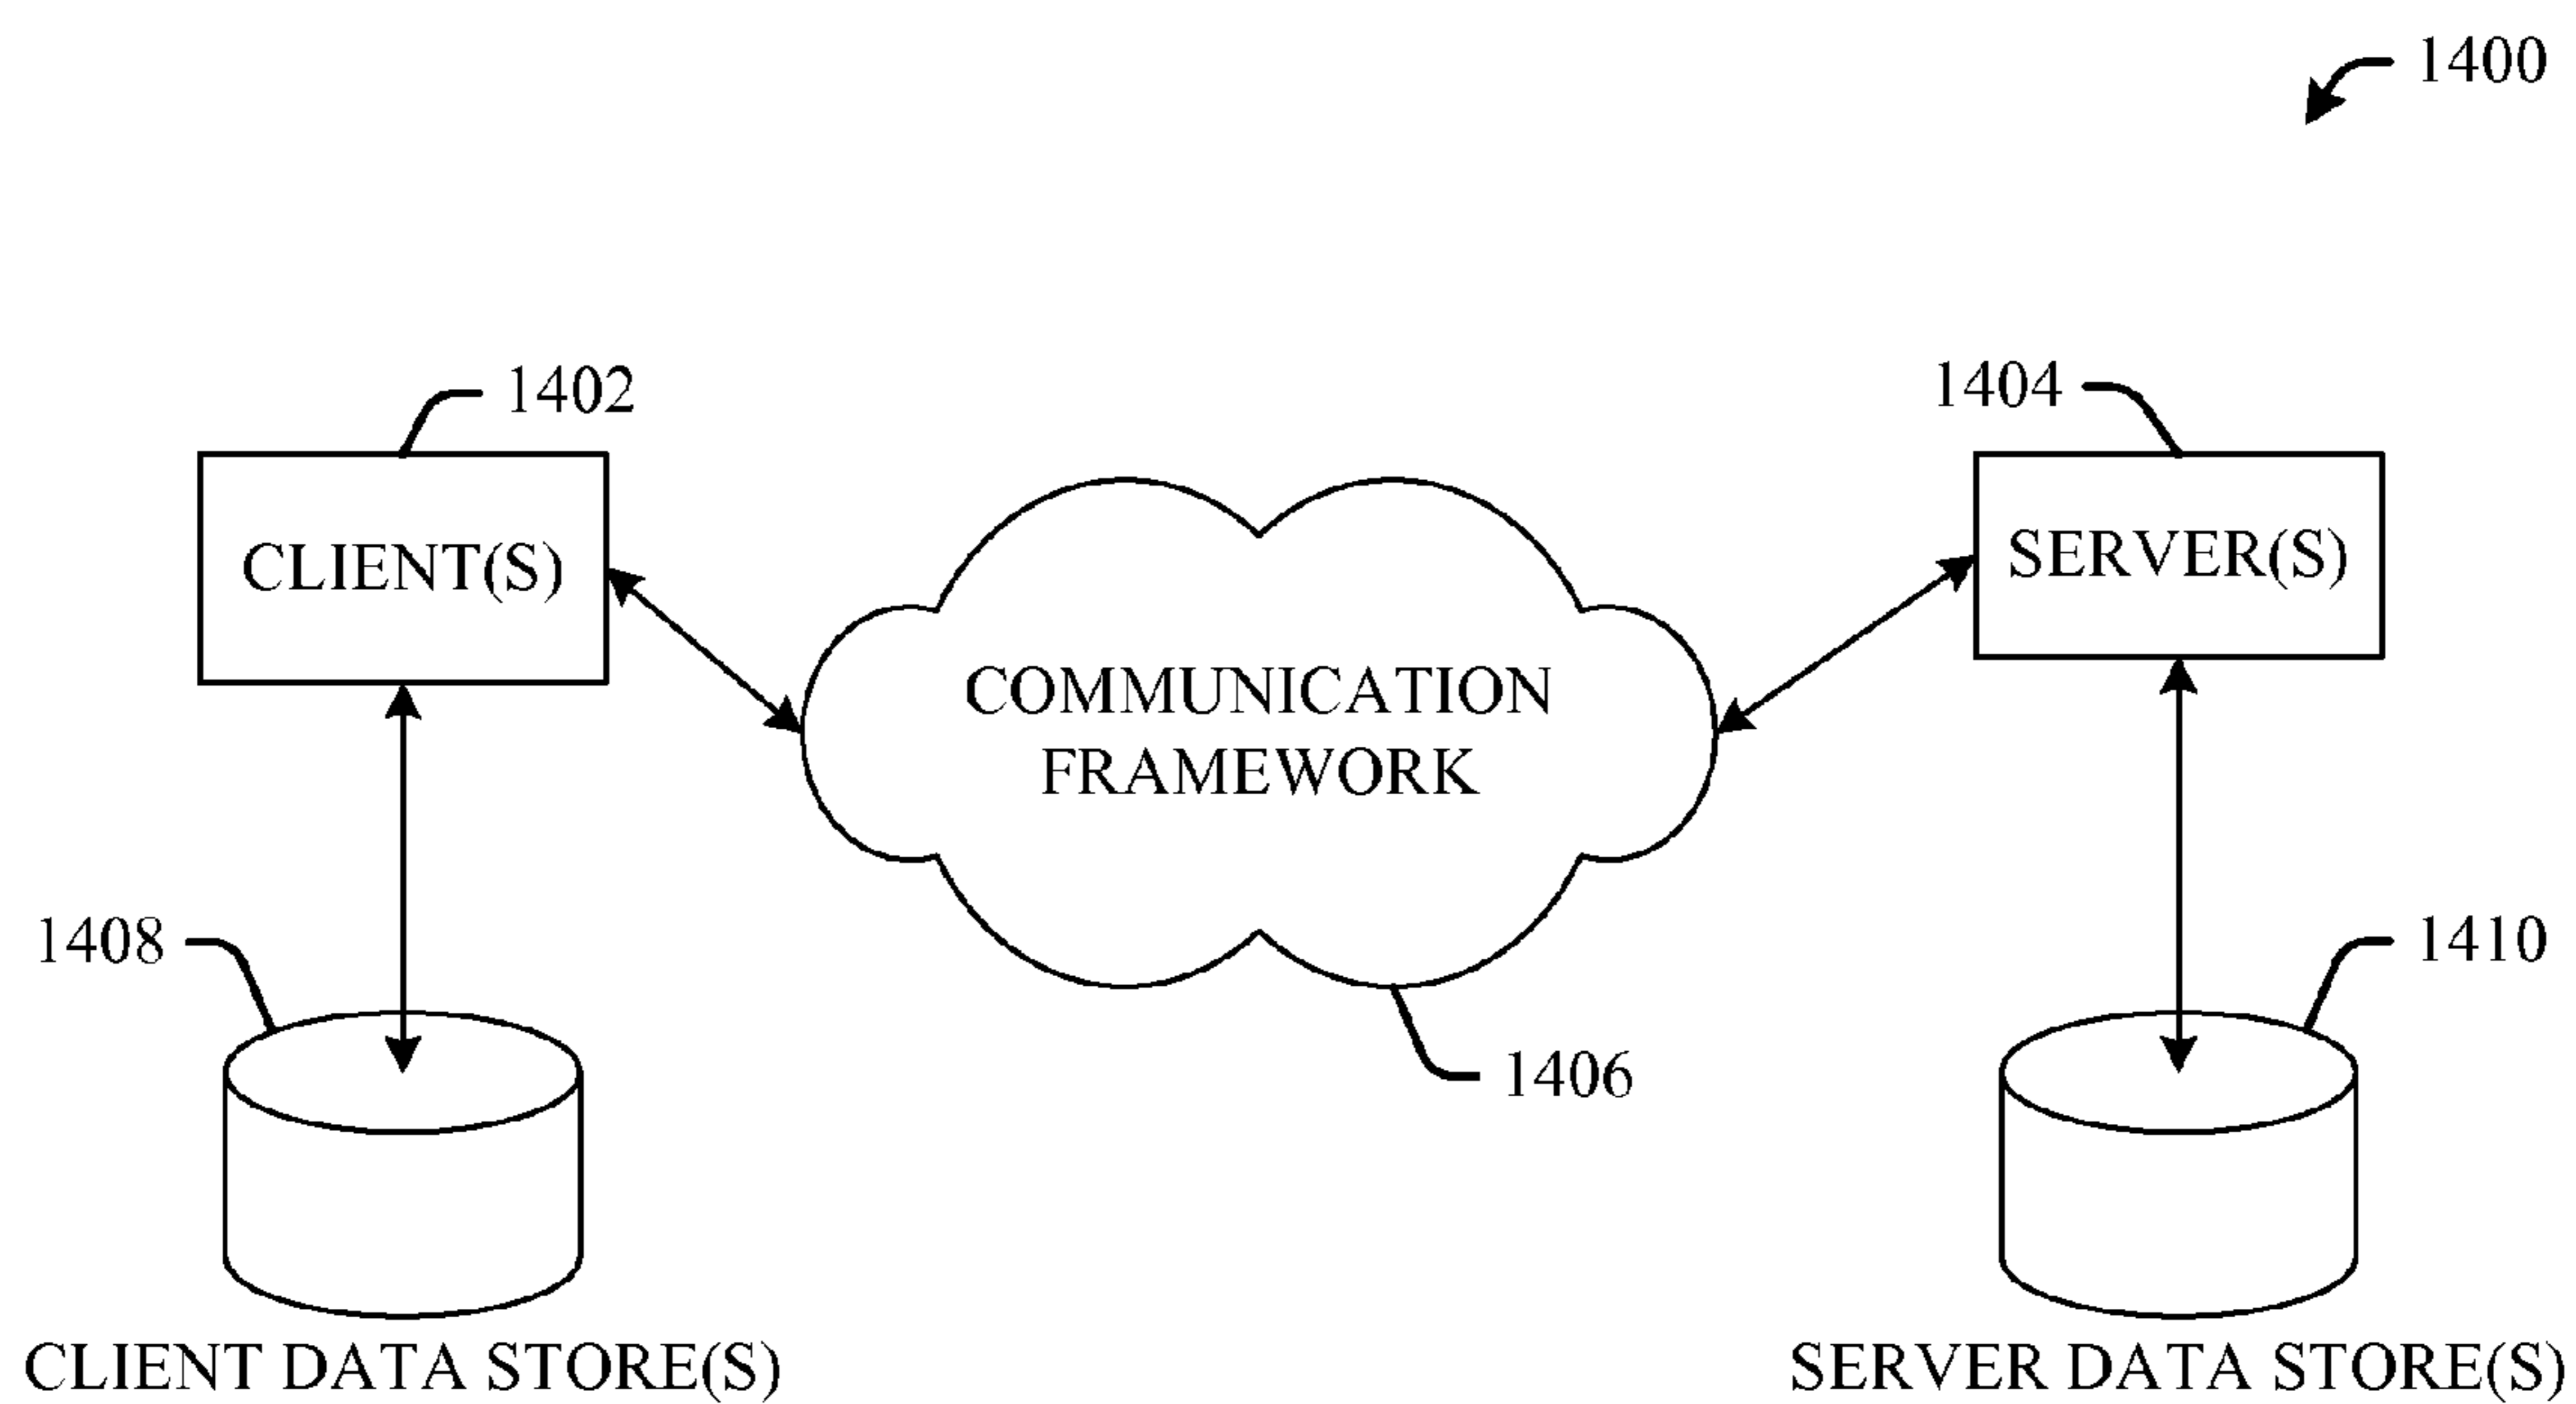 1400
1402
1404
CLIENT(S)
SERVER(S)
COMMUNICATION
FRAMEWORK
1408
1410
1406
CLIENT DATA STORE(S)
SERVER DATA STORE(S)